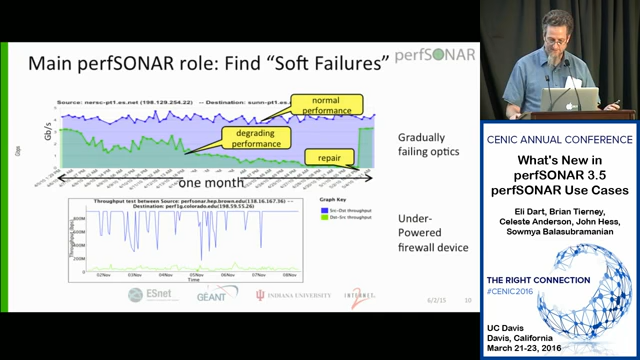 Main perfSONAR role: Find “Soft Failures”
perfSONAR
Source: nersc-pt1.es.net (198.129.254.22) -- Destination: sunn-pt1.es.
normal
performance
degrading
performance
repair
Gb/s
one month
Gradually
failing optics
Throughput test between Source: perfsonar.hep.brown.edu(138.16.167.36) --
Destination: perf1g.colorado.edu(198.59.55.26)
Graph Key
Src-Dst throughput
Dst-Src throughput
02Nov 03Nov 04Nov 05Nov 06Nov 07Nov 08Nov
Time
Under-
Powered
firewall device
ESnet
GÉANT
INDIANA UNIVERSITY
INTERNET
2
6/2/15
10
CENIC ANNUAL CONFERENCE
What's New in
perfSONAR 3.5
perfSONAR Use Cases
Eli Dart, Brian Tierney,
Celeste Anderson, John Hess,
Sowmya Balasubramanian
THE RIGHT CONNECTION
#CENIC2016
UC Davis
Davis, California
March 21-23, 2016